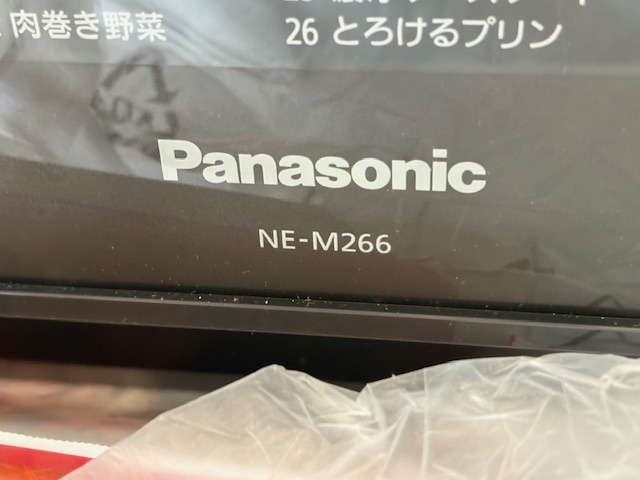 肉巻き野菜
26 とろけるプリン
Panasonic
NE-M266